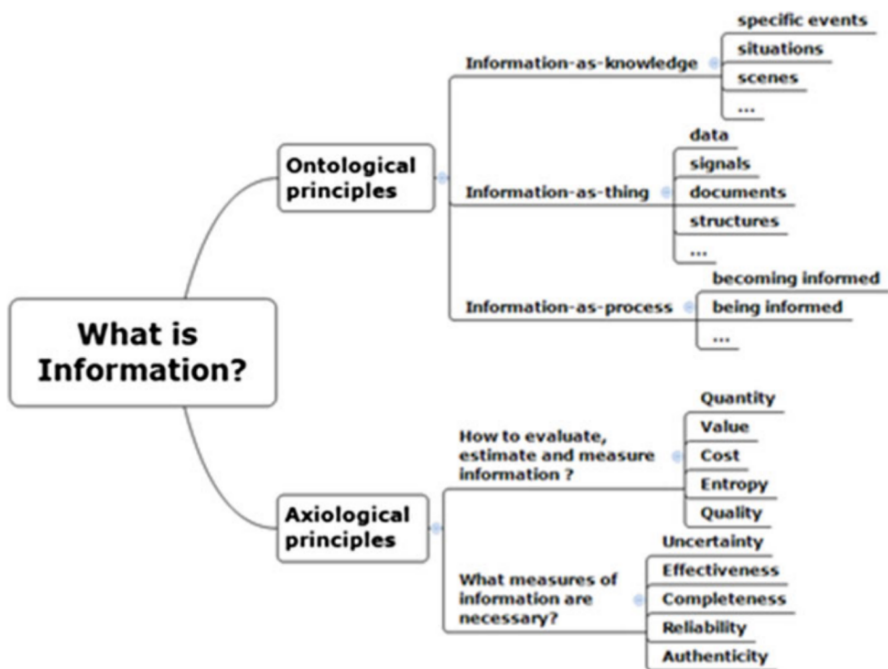 What is
Information?
Ontological
principles
Information-as-knowledge
specific events
situations
scenes
...
Information-as-thing
data
signals
documents
structures
...
Information-as-process
becoming informed
being informed
...
Axiological
principles
How to evaluate,
estimate and measure
information ?
Quantity
Value
Cost
Entropy
Quality
What measures of
information are
necessary?
Uncertainty
Effectiveness
Completeness
Reliability
Authenticity